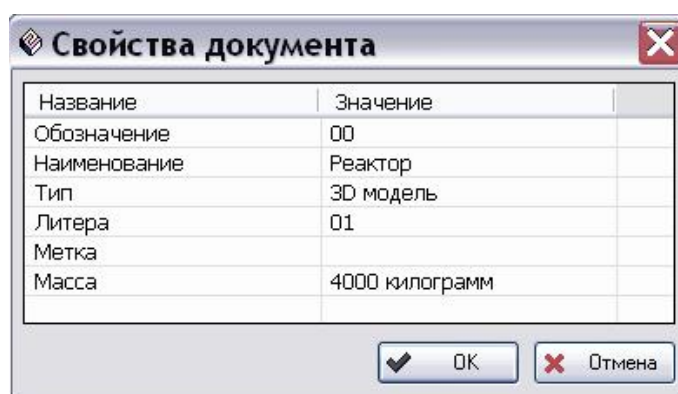 Свойства документа
Название Значение
Обозначение 00
Наименование Реактор
Тип 3D модель
Литера 01
Метка
Масса 4000 килограмм
OK Отмена